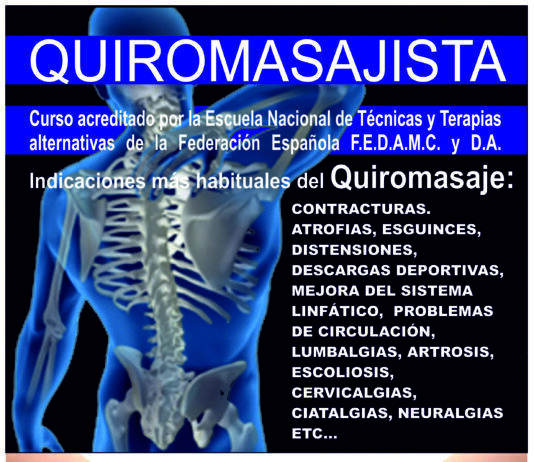 QUIROMASAJISTA
Curso acreditado por la Escuela Nacional de Técnicas y Terapias
alternativas de la Federación Española F.E.D.A.M.C. y D.A.
Indicaciones más habituales del Quiromasaje:
CONTRACTURAS.
ATROFIAS, ESGUINCES,
DISTENSIONES,
DESCARGAS DEPORTIVAS,
MEJORA DEL SISTEMA
LINFÁTICO, PROBLEMAS
DE CIRCULACIÓN,
LUMBALGIAS, ARTROSIS,
ESCOLIOSIS,
CERVICALGIAS,
CIATALGIAS, NEURALGIAS
ETC...